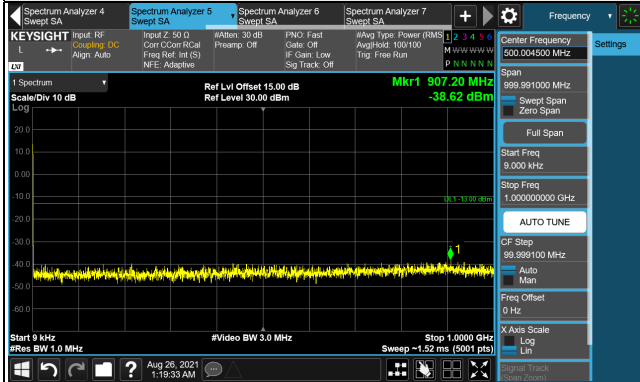 Spectrum Analyzer 4
Swept SA
Spectrum Analyzer 5
Swept SA
Spectrum Analyzer 6
Swept SA
Spectrum Analyzer 7
Swept SA
Frequency
KEYSIGHT
L
LXI
Input: RF
Coupling: DC
Align: Auto
Input Z: 50 Ω
Corr CCorr RCal
Freq Ref: Int (S)
NFE: Adaptive
#Atten: 30 dB
Preamp: Off
PNO: Fast
Gate: Off
IF Gain: Low
Sig Track: Off
#Avg Type: Power (RMS
Avg|Hold: 100/100
Trig: Free Run
1 2 3 4 5 6
M W W W W W
P N N N N N
1 Spectrum
Scale/Div 10 dB
Log
Ref Lvl Offset 15.00 dB
Ref Level 30.00 dBm
Mkr1 907.20 MHz
-38.62 dBm
20.0
10.0
0.00
-10.0
-20.0
-30.0
-40.0
-50.0
-60.0
DL1 -13.00 dBm
1
Start 9 kHz
#Res BW 1.0 MHz
#Video BW 3.0 MHz
Stop 1.0000 GHz
Sweep ~1.52 ms (5001 pts)
Center Frequency
500.004500 MHz
Settings
Span
999.991000 MHz
Swept Span
Zero Span
Full Span
Start Freq
9.000 kHz
Stop Freq
1.000000000 GHz
AUTO TUNE
CF Step
99.999100 MHz
Auto
Man
Freq Offset
0 Hz
X Axis Scale
Log
Lin
Signal Track
(Span Zoom)
?
Aug 26, 2021
1:19:33 AM